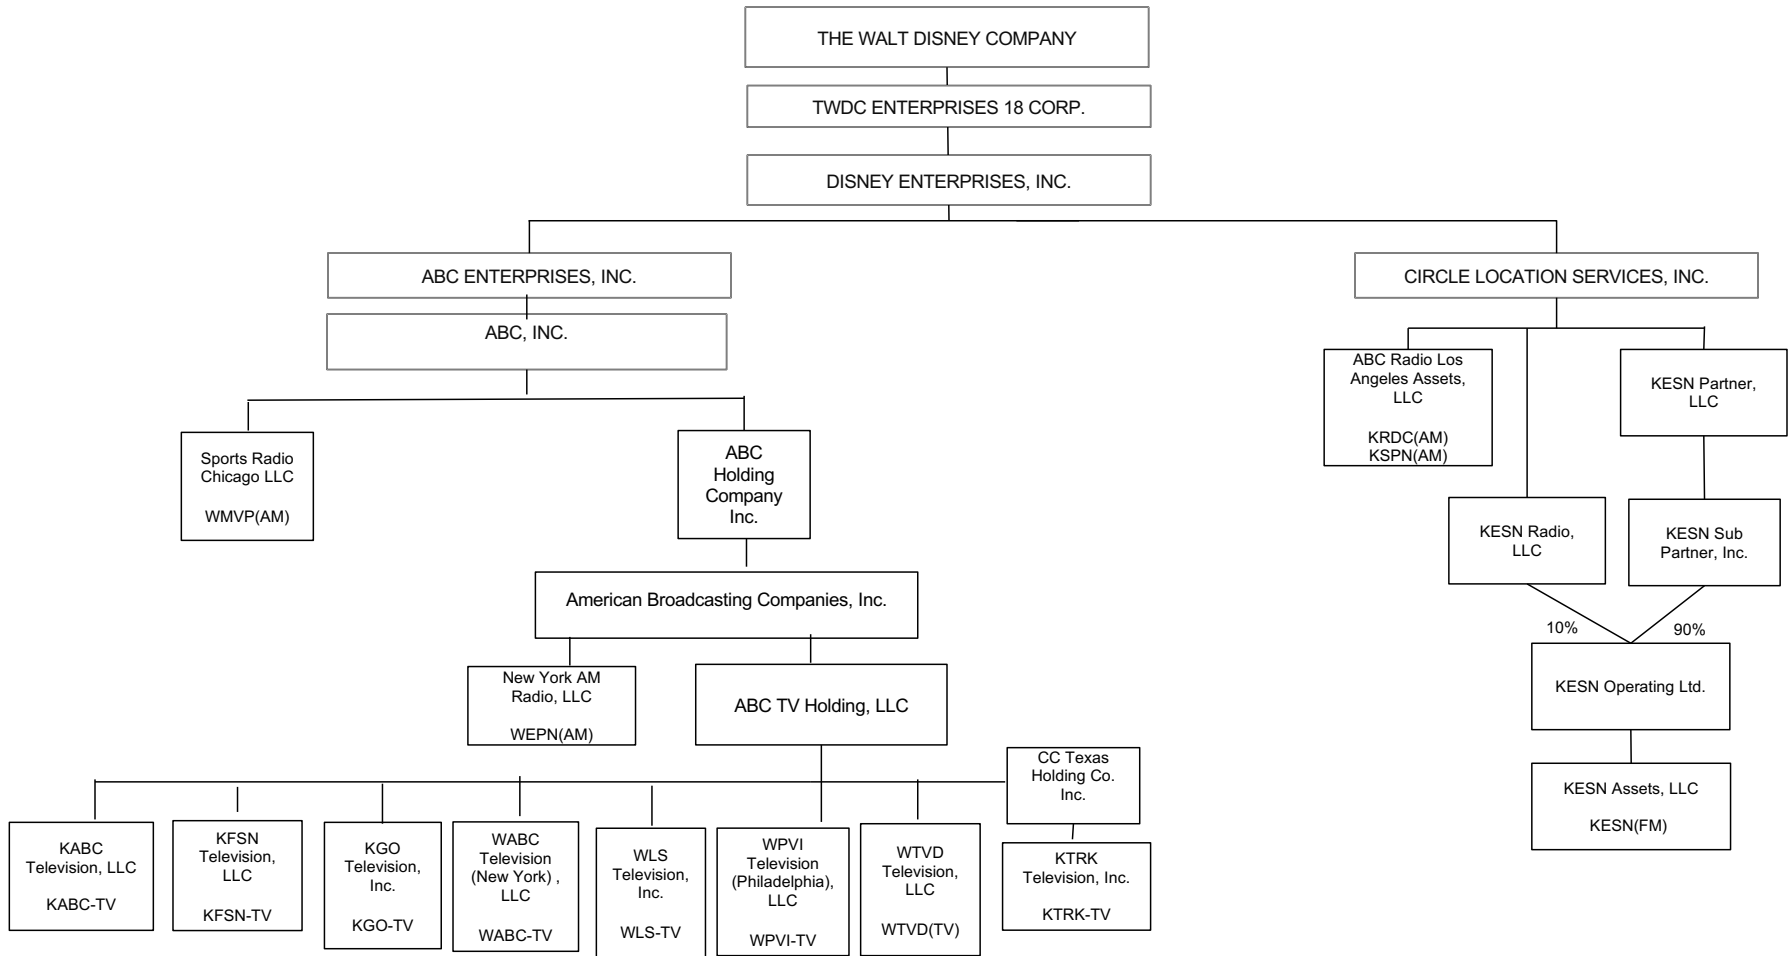 THE WALT DISNEY COMPANY
TWDC ENTERPRISES 18 CORP.
DISNEY ENTERPRISES, INC.
ABC ENTERPRISES, INC.
CIRCLE LOCATION SERVICES, INC.
ABC, INC.
ABC Radio Los
Angeles Assets,
LLC
KRDC(AM)
KSPN(AM)
KESN Partner,
LLC
Sports Radio
Chicago LLC
WMVP(AM)
ABC
Holding
Company
Inc.
KESN Radio,
LLC
KESN Sub
Partner, Inc.
American Broadcasting Companies, Inc.
10%
90%
New York AM
Radio, LLC
WEPN(AM)
ABC TV Holding, LLC
KESN Operating Ltd.
CC Texas
Holding Co.
Inc.
KESN Assets, LLC
KESN(FM)
KABC
Television, LLC
KABC-TV
KFSN
Television,
LLC
KFSN-TV
KGO
Television,
Inc.
KGO-TV
WABC
Television
(New York) ,
LLC
WABC-TV
WLS
Television,
Inc.
WLS-TV
WPVI
Television
(Philadelphia),
LLC
WPVI-TV
WTVD
Television,
LLC
WTVD(TV)
KTRK
Television, Inc.
KTRK-TV